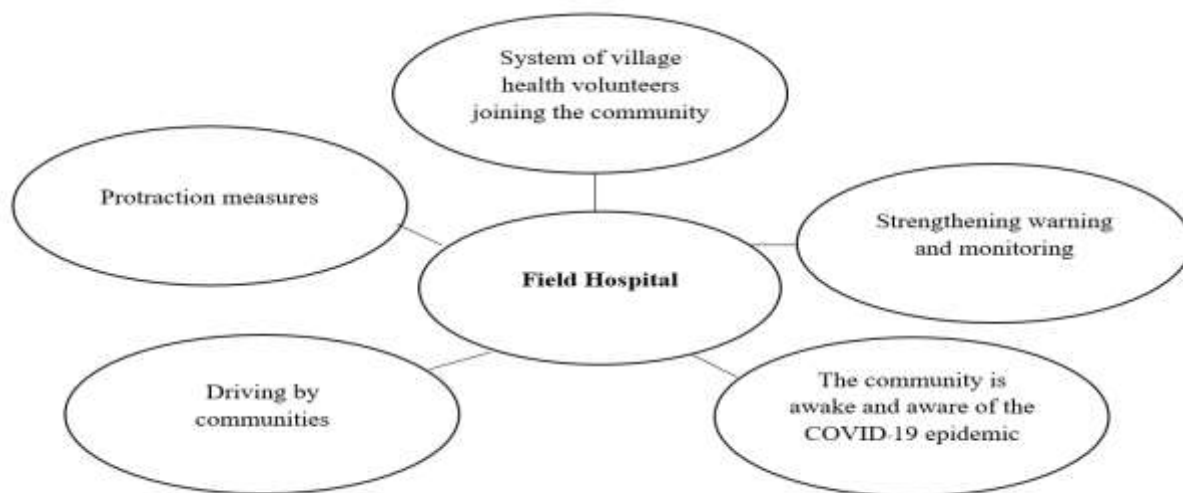 System of village
health volunteers
joining the community
Protraction measures
Strengthening warning
and monitoring
Field Hospital
Driving by
communities
The community is
awake and aware of the
COVID-19 epidemic